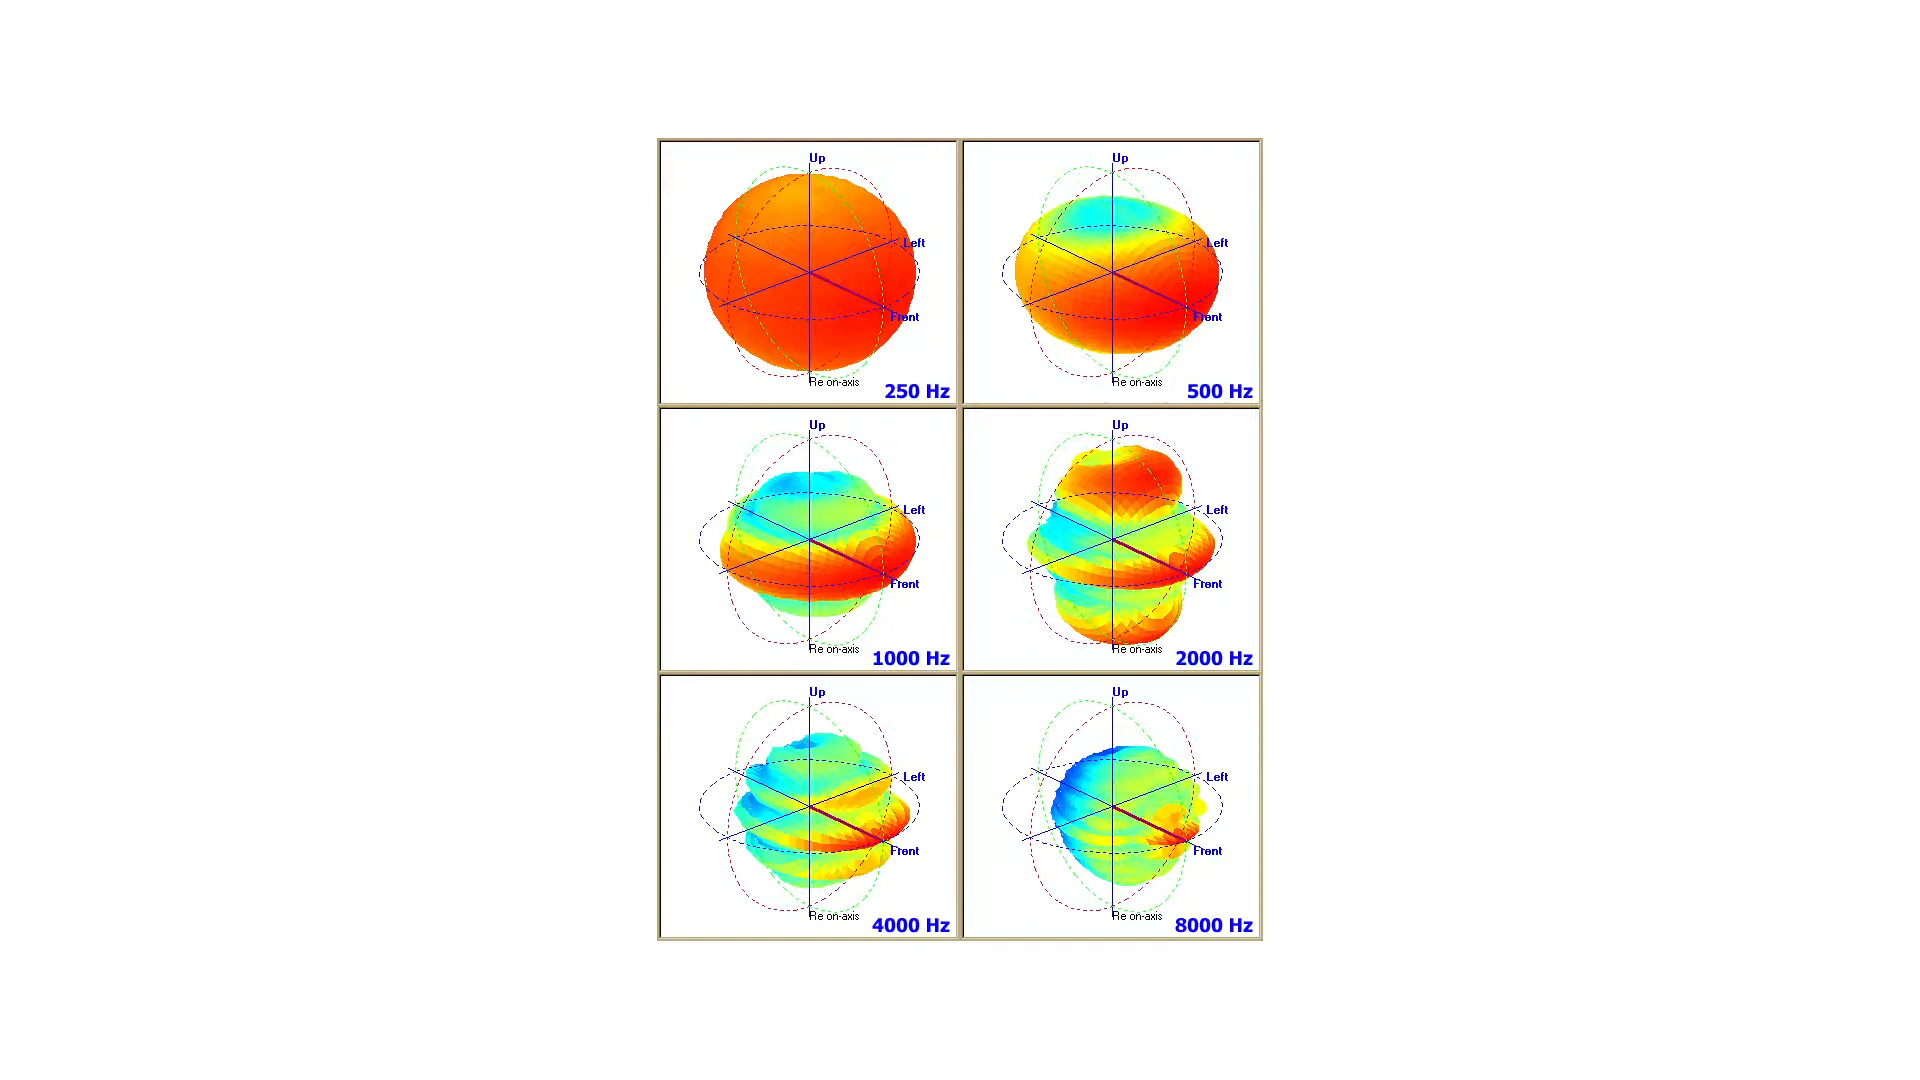 Up
Left
Front
Re on-axis
250 Hz
Up
Left
Front
Re on-axis
500 Hz
Up
Left
Front
Re on-axis
1000 Hz
Up
Left
Front
Re on-axis
2000 Hz
Up
Left
Front
Re on-axis
4000 Hz
Up
Left
Front
Re on-axis
8000 Hz